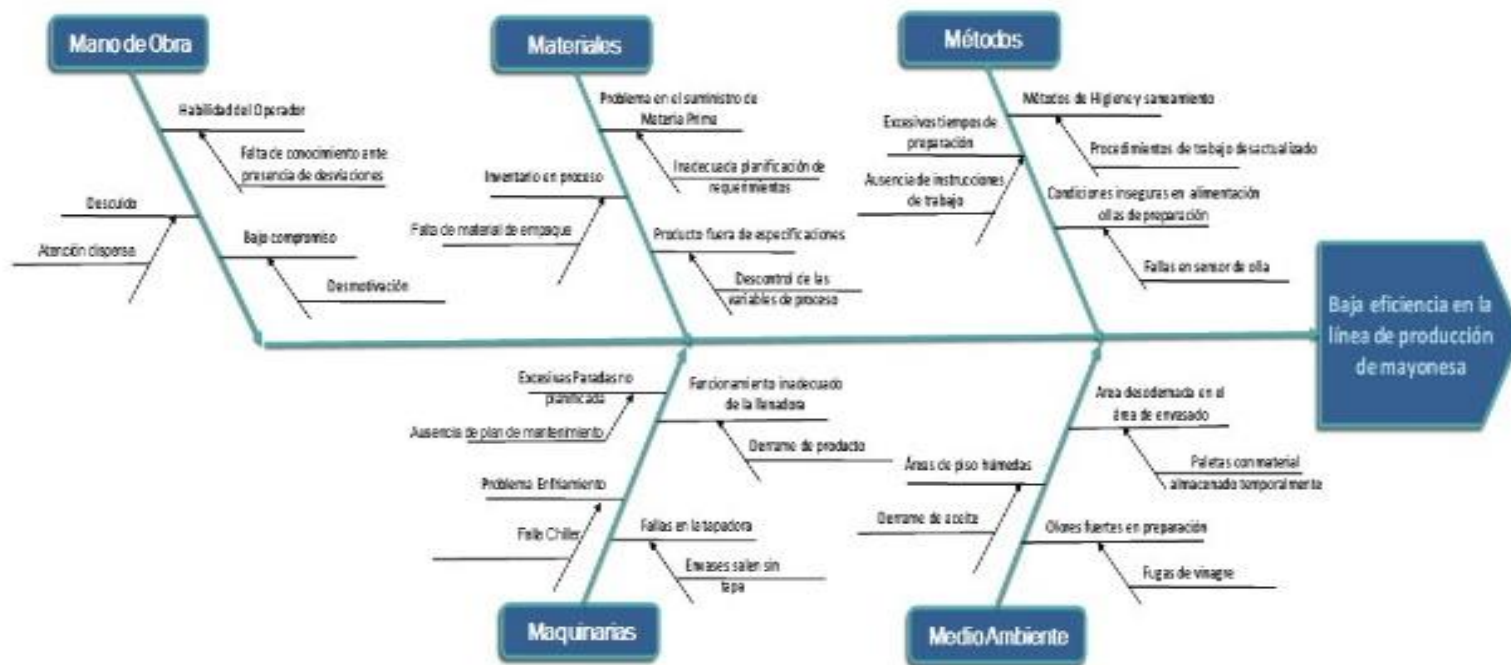 Mano de Obra
Habilidad del Operador
Falta de conocimiento ante
presencia de desviaciones
Descuido
Atención dispersa
Bajo compromiso
Desmotivación
Materiales
Problema en el suministro de
Materia Prima
Inadecuada planificación de
requerimientos
Inventario en proceso
Falta de material de empaque
Producto fuera de especificaciones
Descontrol de las
variables de proceso
Métodos
Métodos de Higiene y saneamiento
Procedimientos de trabajo desactualizado
Excesivos tiempos de
preparación
Ausencia de instrucciones
de trabajo
Condiciones inseguras en alimentación
ollas de preparación
Fallas en sensor de olla
Baja eficiencia en la
línea de producción
de mayonesa
Excesivas Paradas no
planificada
Ausencia de plan de mantenimiento
Funcionamiento inadecuado
de la llenadora
Derrame de producto
Problema Enfriamiento
Falla Chiller
Fallas en la tapadora
Envases salen sin
tapa
Maquinarias
Area desordenada en el
área de envasado
Paletas con material
almacenado temporalmente
Áreas de piso húmedas
Derrame de aceite
Olores fuertes en preparación
Fugas de vinagre
Medio Ambiente